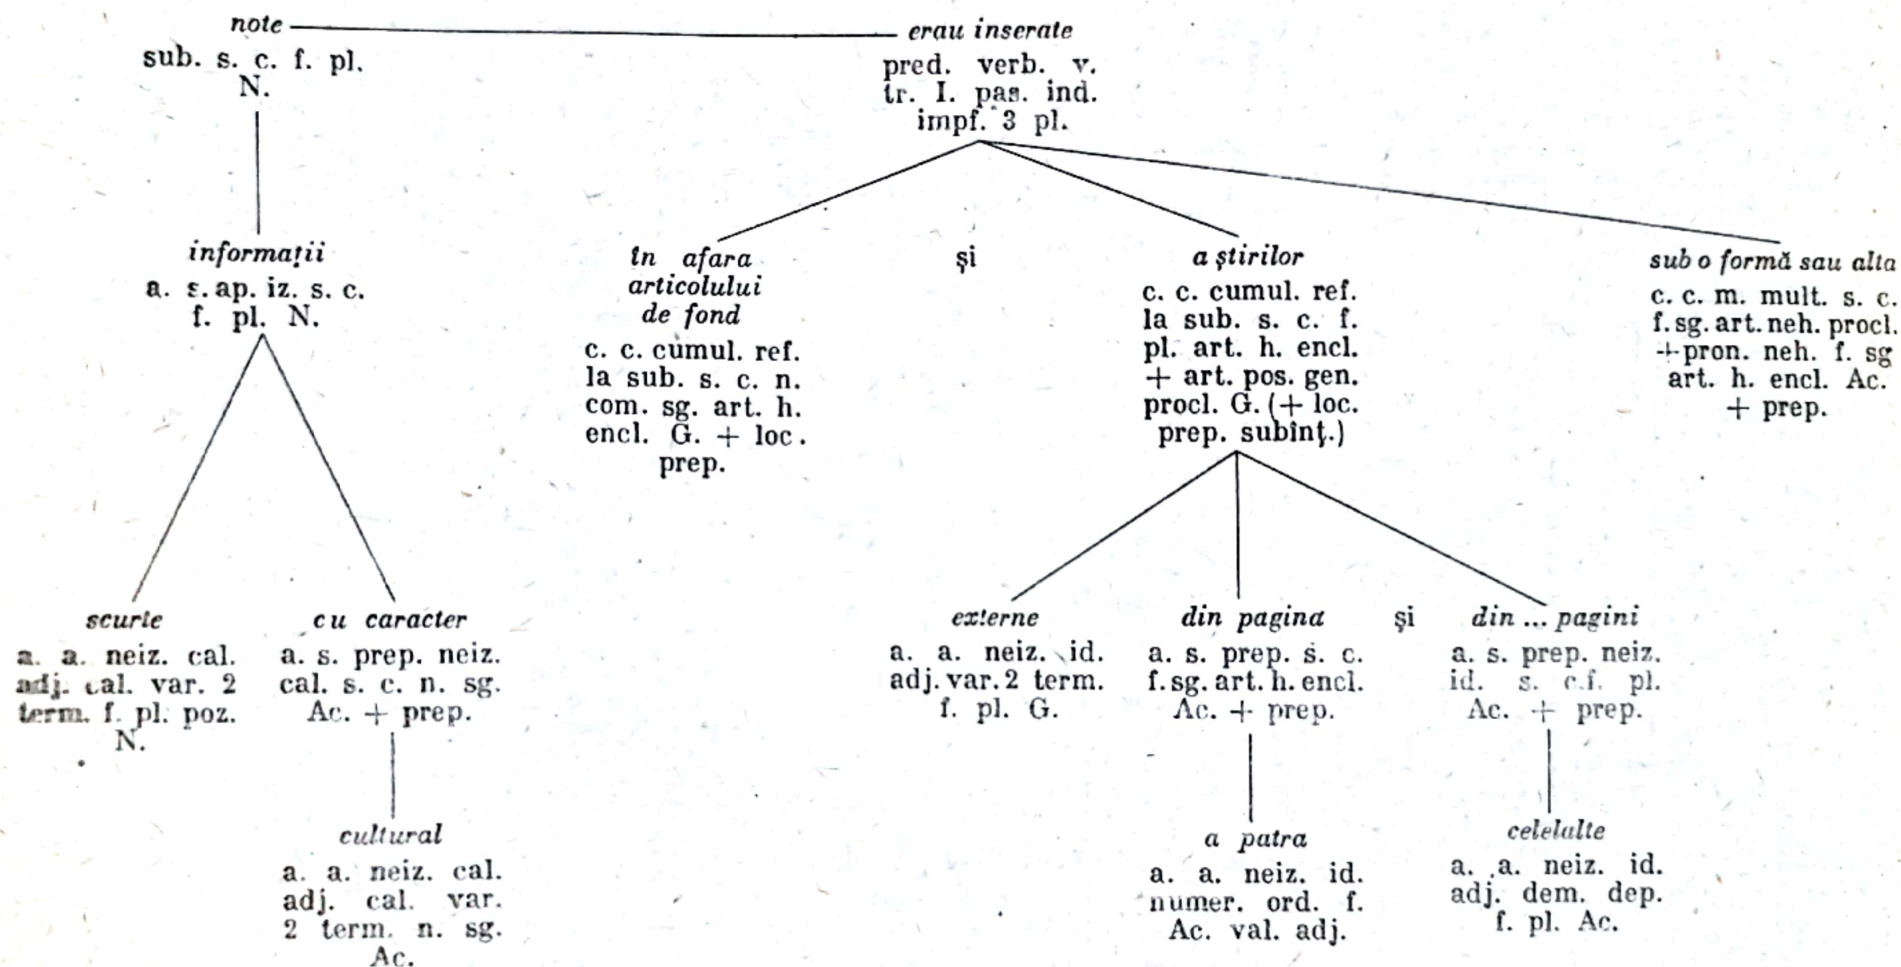 note
sub. s. c. f. pl.
N.
erau inserate
pred. verb. v.
tr. I. pas. ind.
impf. 3 pl.
informații
a. s. ap. iz. s. c.
f. pl. N.
în afara
articolului
de fond
c. c. cumul. ref.
la sub. s. c. n.
com. sg. art. h.
encl. G. + loc.
prep.
și
a știrilor
c. c. cumul. ref.
la sub. s. c. f.
pl. art. h. encl.
+ art. pos. gen.
procl. G. (+ loc.
prep. subînț.)
sub o formă sau alta
c. c. m. mult. s. c.
f. sg. art. neh. procl.
+ pron. neh. f. sg
art. h. encl. Ac.
+ prep.
scurte
a. a. neiz. cal.
adj. cal. var. 2
term. f. pl. poz.
N.
cu caracter
a. s. prep. neiz.
cal. s. c. n. sg.
Ac. + prep.
externe
a. a. neiz. id.
adj. var. 2 term.
f. pl. G.
din pagina
a. s. prep. s. c.
f. sg. art. h. encl.
Ac. + prep.
și
din ... pagini
a. s. prep. neiz.
id. s. c.f. pl.
Ac. + prep.
cultural
a. a. neiz. cal.
adj. cal. var.
2 term. n. sg.
Ac.
a patra
a. a. neiz. id.
numer. ord. f.
Ac. val. adj.
celelalte
a. a. neiz. id.
adj. dem. dep.
f. pl. Ac.